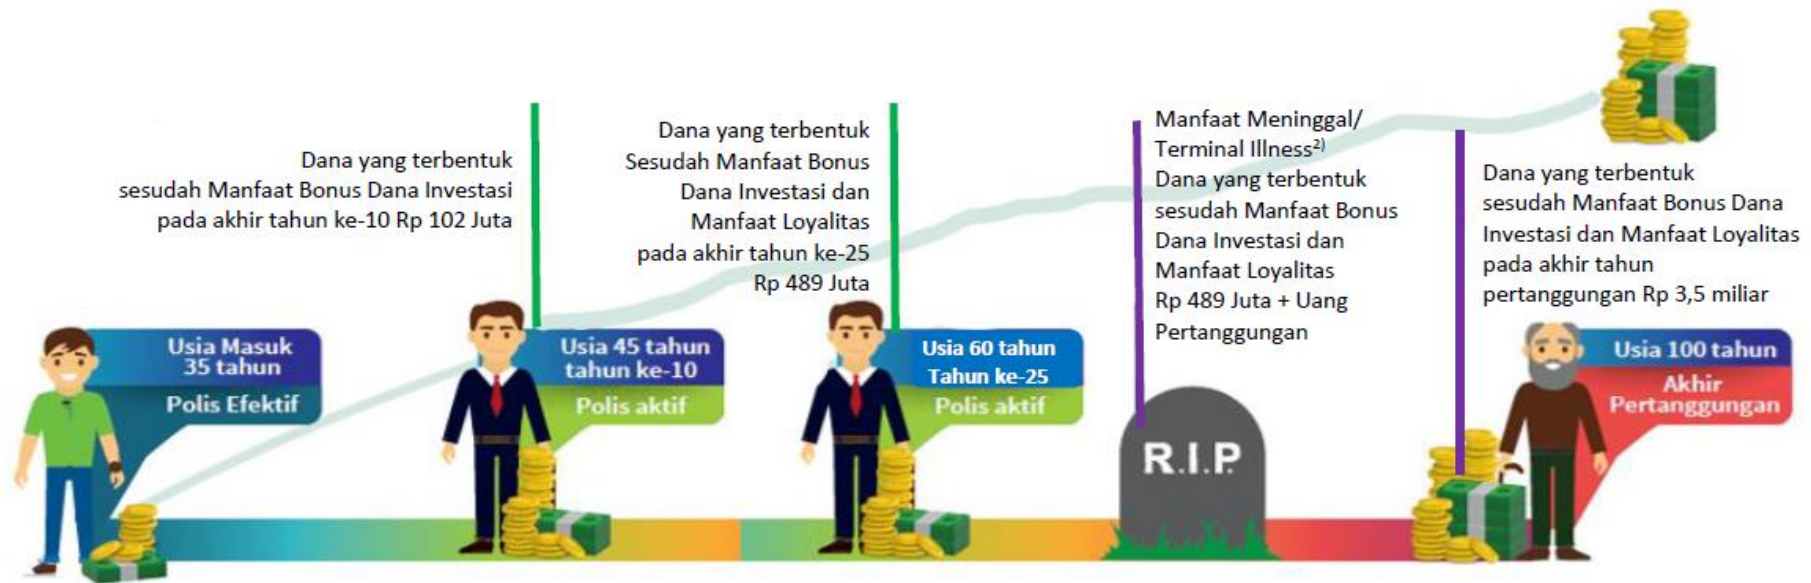 Dana yang terbentuk
sesudah Manfaat Bonus Dana Investasi
pada akhir tahun ke-10 Rp 102 Juta
Dana yang terbentuk
Sesudah Manfaat Bonus
Dana Investasi dan
Manfaat Loyalitas
pada akhir tahun ke-25
Rp 489 Juta
Manfaat Meninggal/
Terminal Illness²⁾
Dana yang terbentuk
sesudah Manfaat Bonus
Dana Investasi dan
Manfaat Loyalitas
Rp 489 Juta + Uang
Pertanggungan
Dana yang terbentuk
sesudah Manfaat Bonus Dana
Investasi dan Manfaat Loyalitas
pada akhir tahun
pertanggungan Rp 3,5 miliar
Usia Masuk
35 tahun
Polis Efektif
Usia 45 tahun
tahun ke-10
Polis aktif
Usia 60 tahun
Tahun ke-25
Polis aktif
R.I.P
Usia 100 tahun
Akhir
Pertanggungan